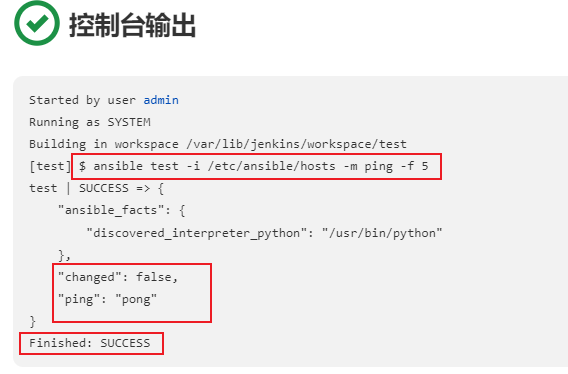 控制台输出
Started by user admin
Running as SYSTEM
Building in workspace /var/lib/jenkins/workspace/test
[test] $ ansible test -i /etc/ansible/hosts -m ping -f 5
test | SUCCESS => {
    "ansible_facts": {
        "discovered_interpreter_python": "/usr/bin/python"
    },
    "changed": false,
    "ping": "pong"
}
Finished: SUCCESS